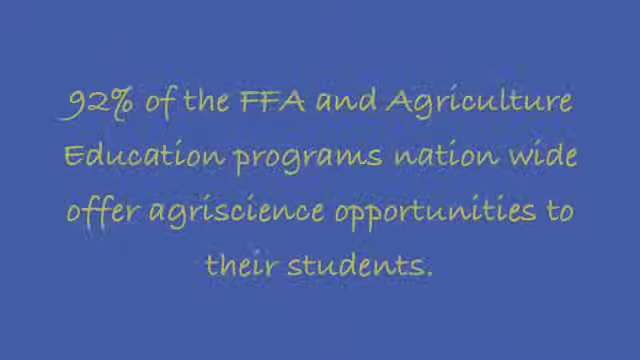 92% of the FFA and Agriculture
Education programs nation wide
offer agriscience opportunities to
their students.